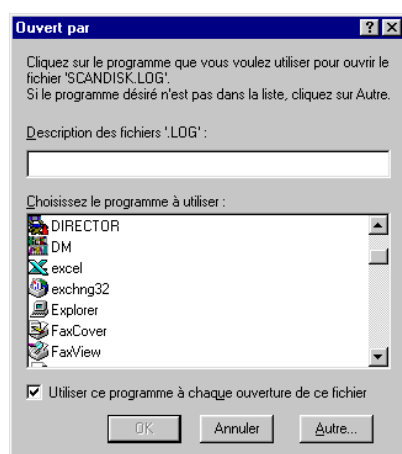 Ouvert par
Cliquez sur le programme que vous voulez utiliser pour ouvrir le
fichier 'SCANDISK.LOG'.
Si le programme désiré n'est pas dans la liste, cliquez sur Autre.
Description des fichiers '.LOG' :
Choisissez le programme à utiliser :
DIRECTOR
DM
excel
exchng32
Explorer
FaxCover
FaxView
Utiliser ce programme à chaque ouverture de ce fichier
OK Annuler Autre...